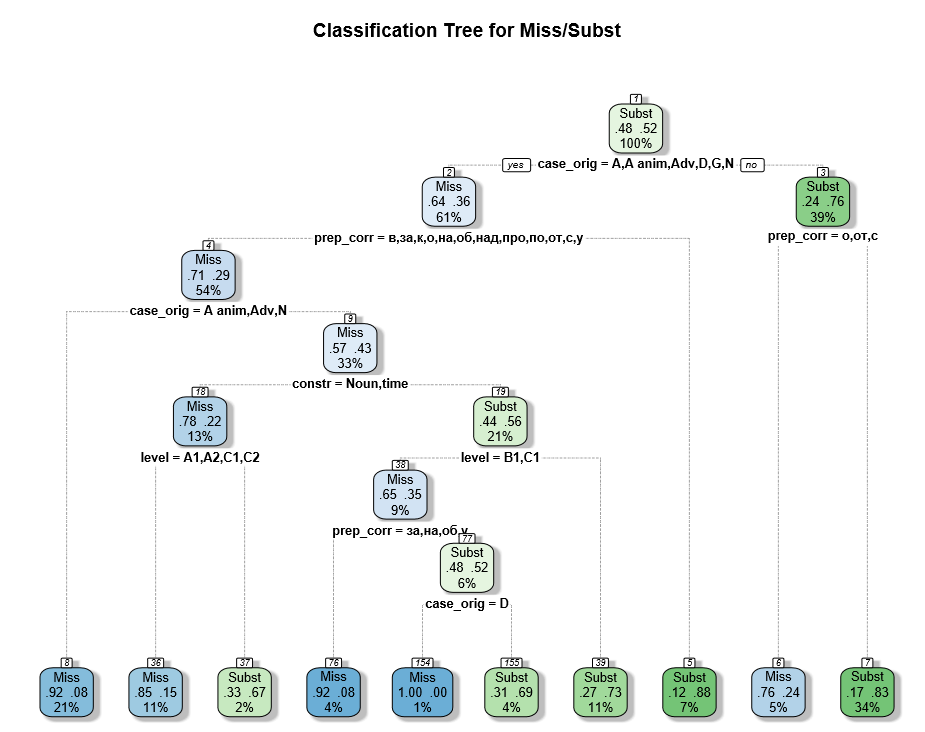 Classification Tree for Miss/Subst
1
Subst
.48 .52
100%
yes
case_orig = A,A anim,Adv,D,G,N
no
2
Miss
.64 .36
61%
3
Subst
.24 .76
39%
prep_corr = в,за,к,о,на,об,над,про,по,от,с,у
prep_corr = о,от,с
4
Miss
.71 .29
54%
case_orig = A anim,Adv,N
9
Miss
.57 .43
33%
constr = Noun,time
18
Miss
.78 .22
13%
19
Subst
.44 .56
21%
level = A1,A2,C1,C2
level = B1,C1
38
Miss
.65 .35
9%
prep_corr = за,на,об,у
77
Subst
.48 .52
6%
case_orig = D
8
Miss
.92 .08
21%
36
Miss
.85 .15
11%
37
Subst
.33 .67
2%
76
Miss
.92 .08
4%
154
Miss
1.00 .00
1%
155
Subst
.31 .69
4%
39
Subst
.27 .73
11%
5
Subst
.12 .88
7%
6
Miss
.76 .24
5%
7
Subst
.17 .83
34%